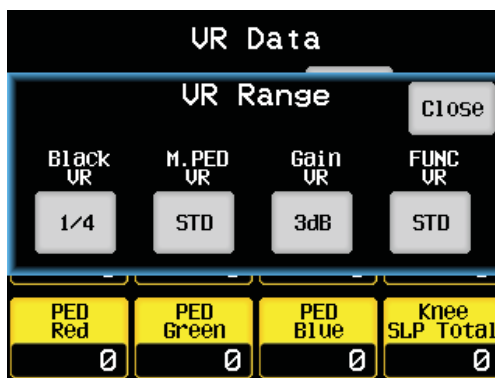 VR Data
VR Range
Close
Black VR
M.PED VR
Gain VR
FUNC VR
1/4
STD
3dB
STD
PED Red
PED Green
PED Blue
Knee SLP Total
0
0
0
0